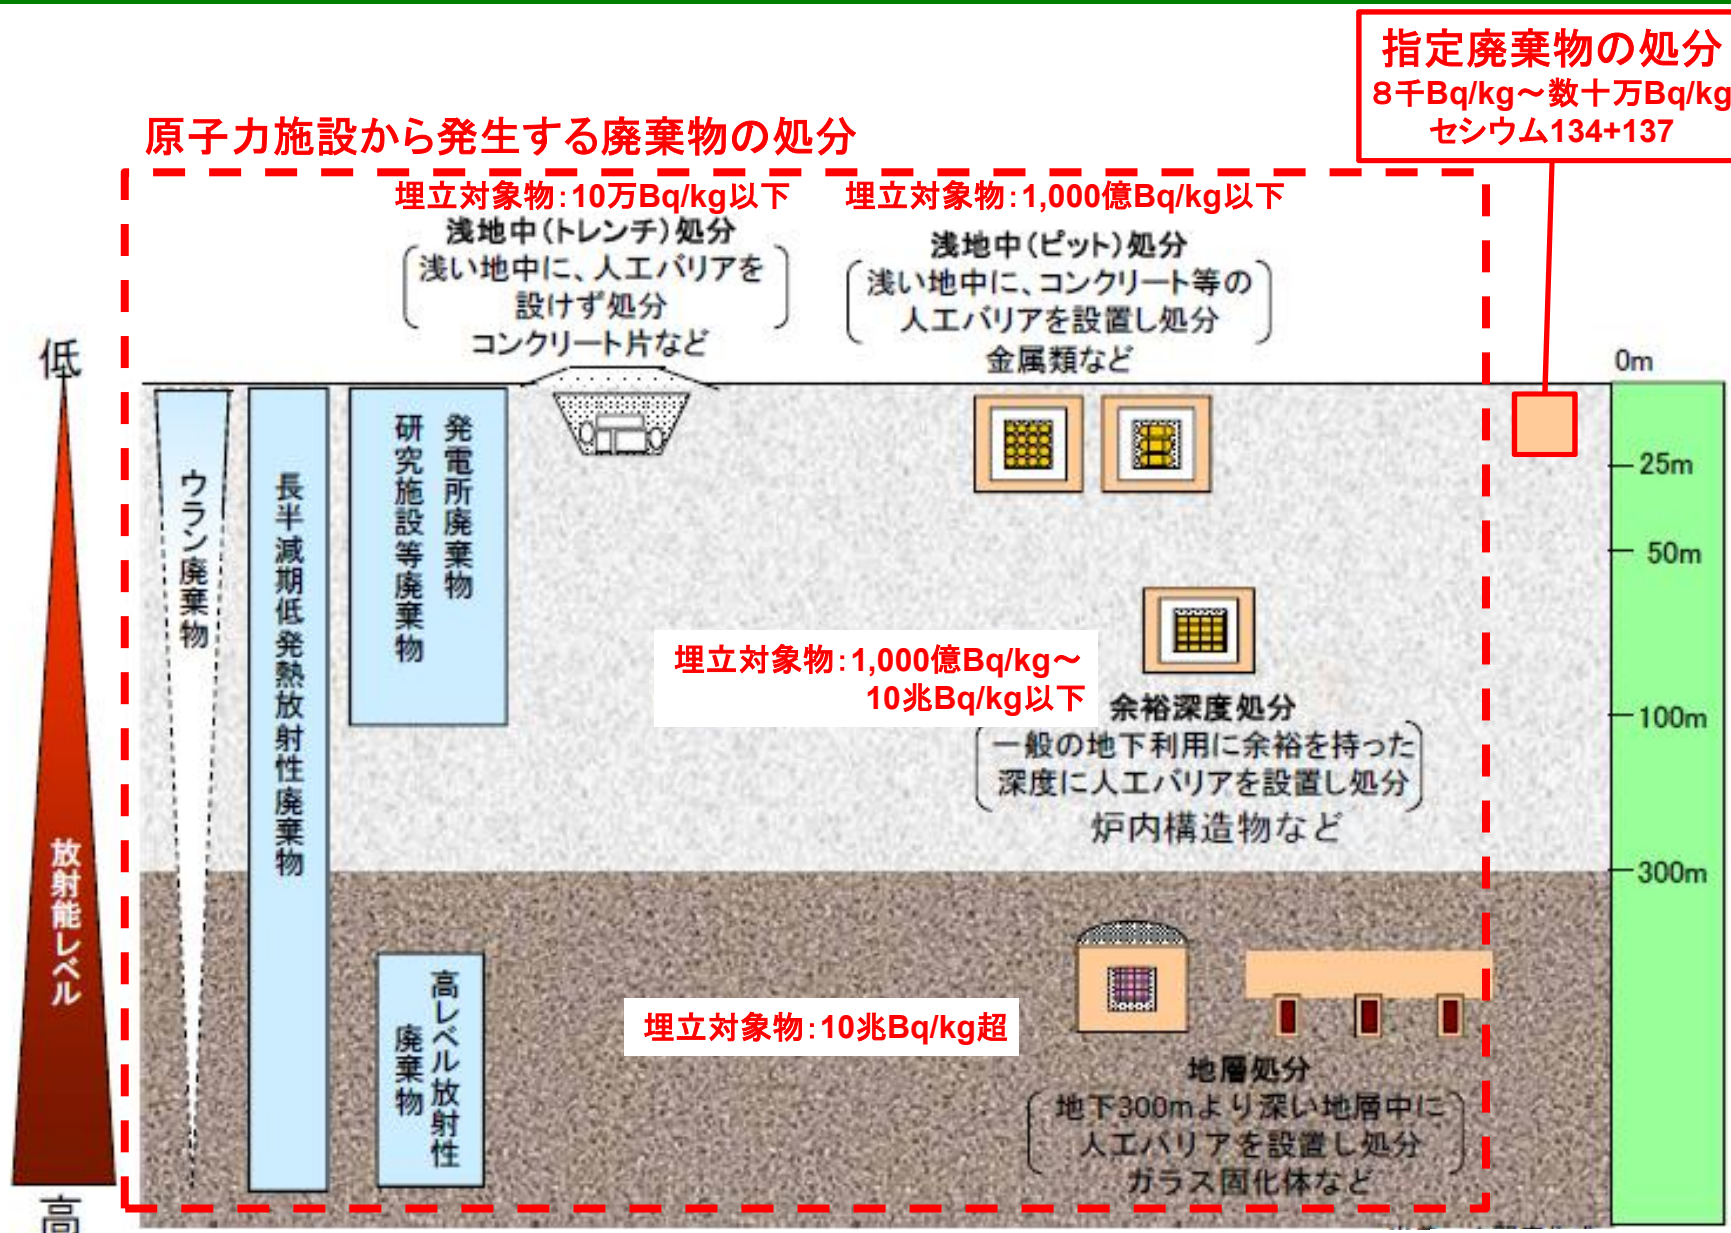 指定廃棄物の処分
8千Bq/kg～数十万Bq/kg
セシウム134+137
原子力施設から発生する廃棄物の処分
埋立対象物：10万Bq/kg以下
浅地中（トレンチ）処分
浅い地中に、人工バリアを
設けず処分
コンクリート片など
埋立対象物：1,000億Bq/kg以下
浅地中（ピット）処分
浅い地中に、コンクリート等の
人工バリアを設置し処分
金属類など
低
放射能レベル
高
ウラン廃棄物
長半減期低発熱放射性廃棄物
発電所廃棄物
研究施設等廃棄物
0m
25m
50m
100m
300m
埋立対象物：1,000億Bq/kg～
10兆Bq/kg以下
余裕深度処分
一般の地下利用に余裕を持った
深度に人工バリアを設置し処分
炉内構造物など
高レベル放射性
廃棄物
埋立対象物：10兆Bq/kg超
地層処分
地下300mより深い地層中に
人工バリアを設置し処分
ガラス固化体など